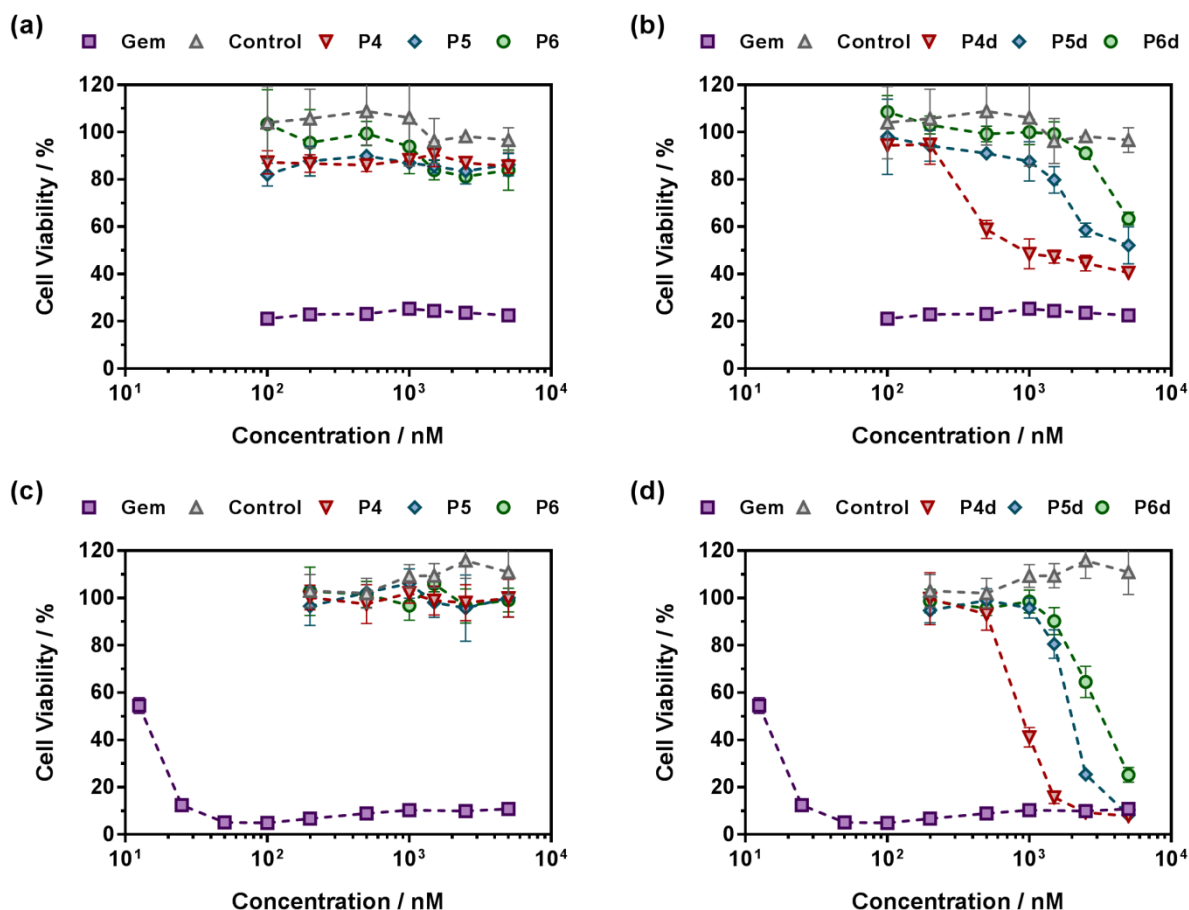 (a)
Gem Control P4 P5 P6
120
100
80
60
40
20
0
Cell Viability / %
10¹ 10² 10³ 10⁴
Concentration / nM
(b)
Gem Control P4d P5d P6d
120
100
80
60
40
20
0
Cell Viability / %
10¹ 10² 10³ 10⁴
Concentration / nM
(c)
Gem Control P4 P5 P6
120
100
80
60
40
20
0
Cell Viability / %
10¹ 10² 10³ 10⁴
Concentration / nM
(d)
Gem Control P4d P5d P6d
120
100
80
60
40
20
0
Cell Viability / %
10¹ 10² 10³ 10⁴
Concentration / nM